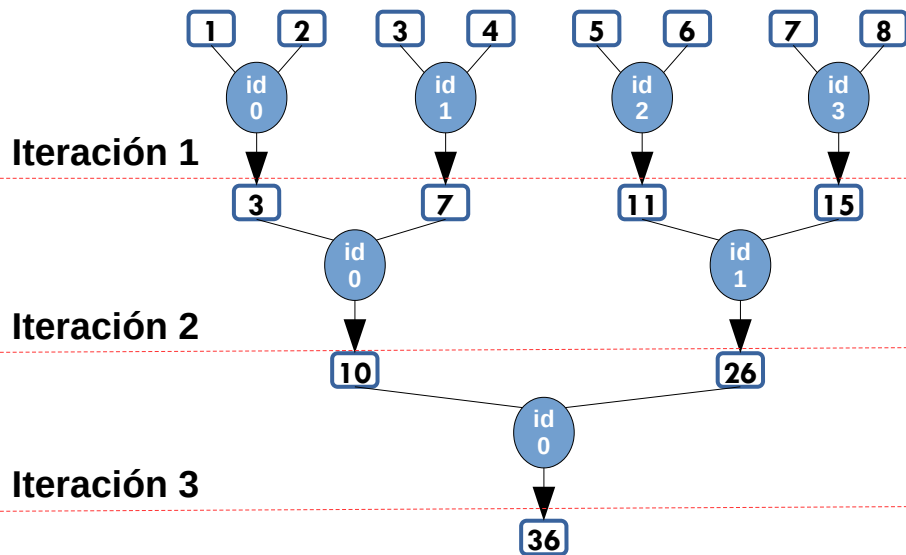 1 2 3 4 5 6 7 8
id 0
id 1
id 2
id 3
Iteración 1
3 7 11 15
id 0
id 1
Iteración 2
10 26
id 0
Iteración 3
36